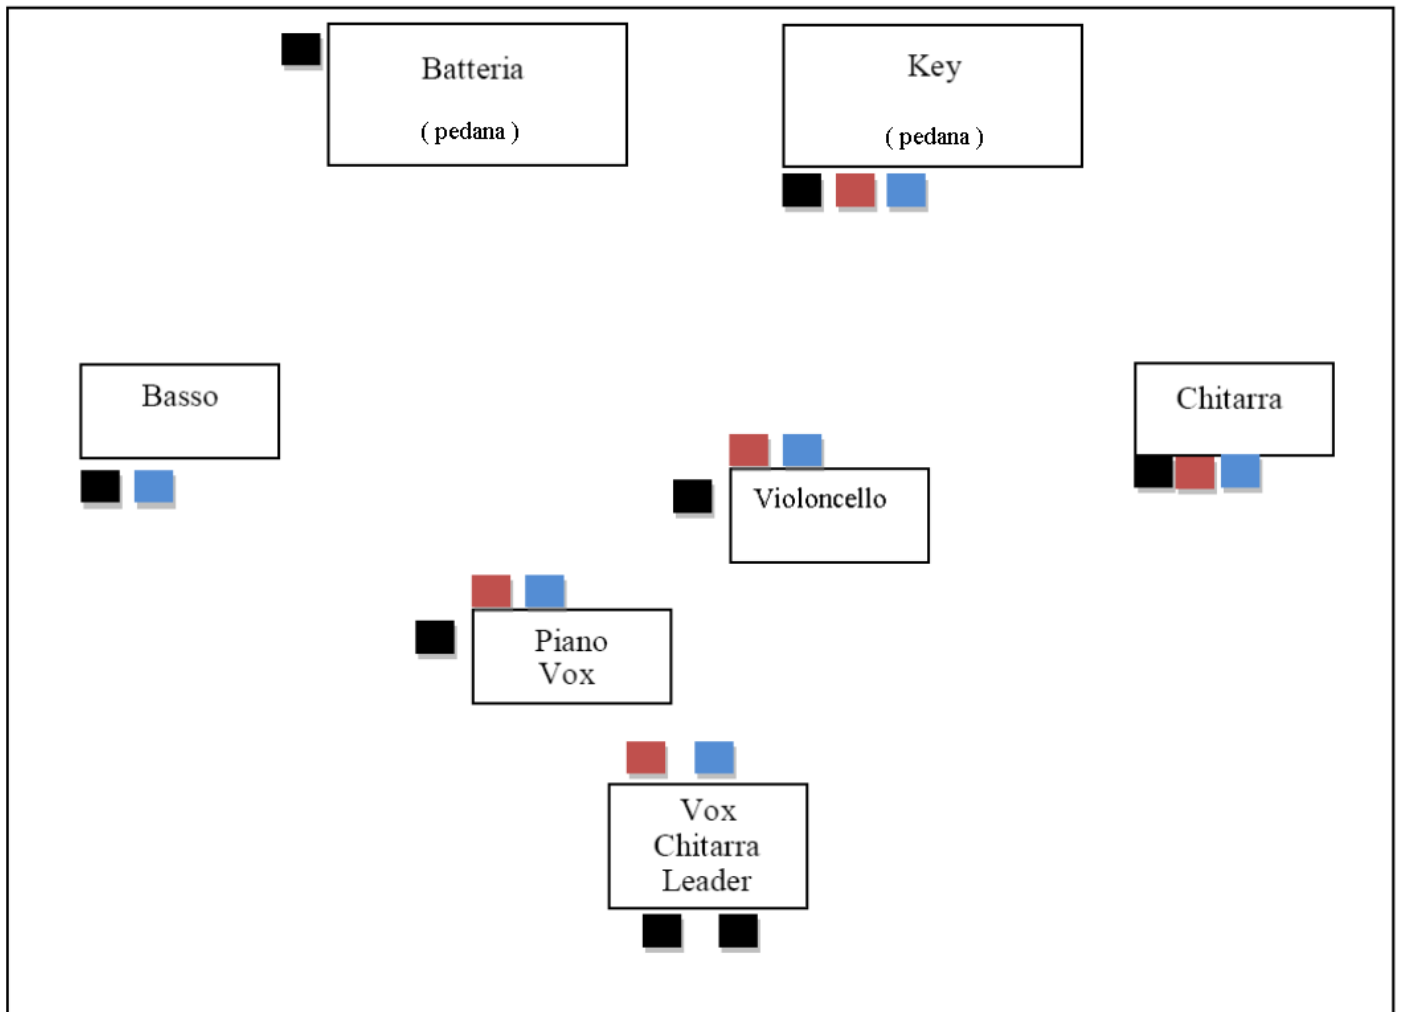 Batteria
( pedana )
Key
( pedana )
Basso
Chitarra
Violoncello
Piano
Vox
Vox
Chitarra
Leader